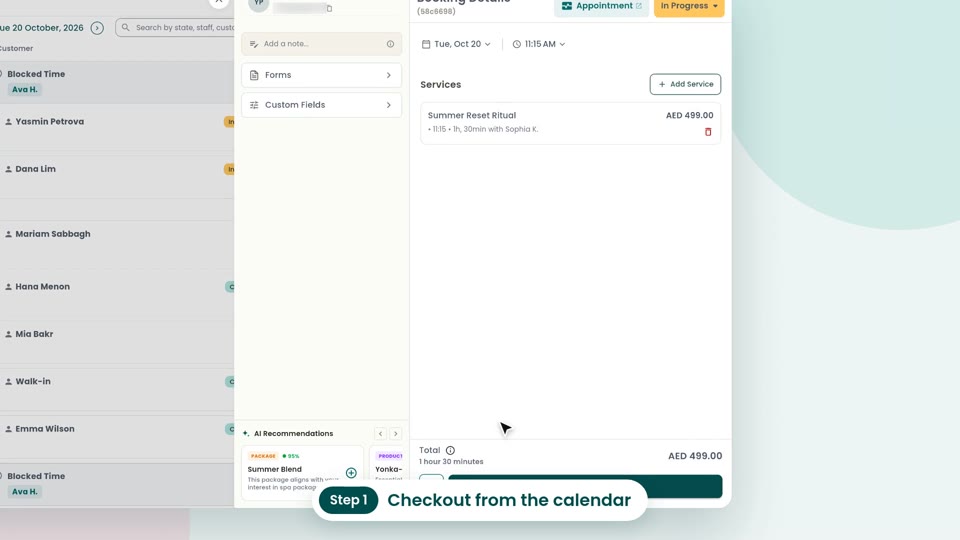 ue 20 October, 2026
Search by state, staff, custo
Customer
Blocked Time
Ava H.
Yasmin Petrova
In
Dana Lim
In
Mariam Sabbagh
Hana Menon
C
Mia Bakr
Walk-in
C
Emma Wilson
C
Blocked Time
Ava H.
YP
Add a note...
Forms
Custom Fields
AI Recommendations
PACKAGE
95%
Summer Blend
This package aligns with your
interest in spa packag
PRODUCT
Yonka-
Booking Details
(58c6698)
Appointment
In Progress
Tue, Oct 20
11:15 AM
Services
+ Add Service
Summer Reset Ritual
AED 499.00
• 11:15 • 1h, 30min with Sophia K.
Total
1 hour 30 minutes
AED 499.00
Step 1
Checkout from the calendar